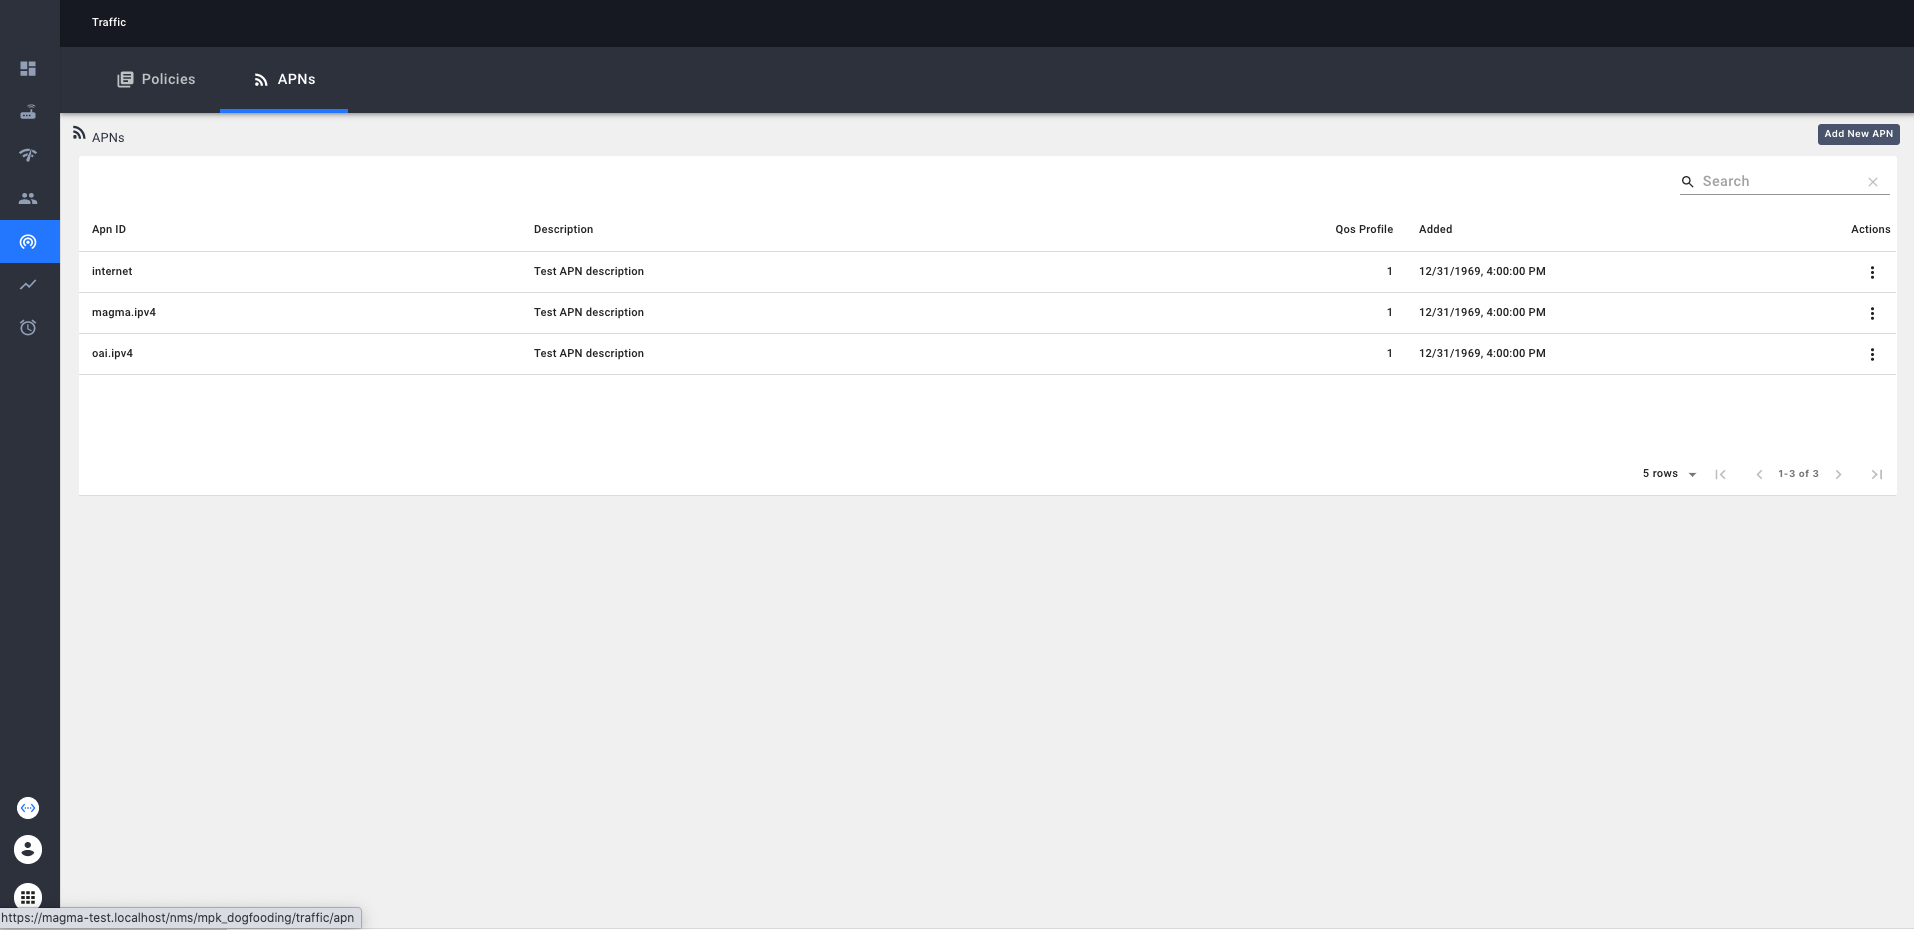 Traffic
Policies APNs
APNs Add New APN
Search
Apn ID Description Qos Profile Added Actions
internet Test APN description 1 12/31/1969, 4:00:00 PM
magma.ipv4 Test APN description 1 12/31/1969, 4:00:00 PM
oai.ipv4 Test APN description 1 12/31/1969, 4:00:00 PM
5 rows 1-3 of 3
https://magma-test.localhost/nms/mpk_dogfooding/traffic/apn